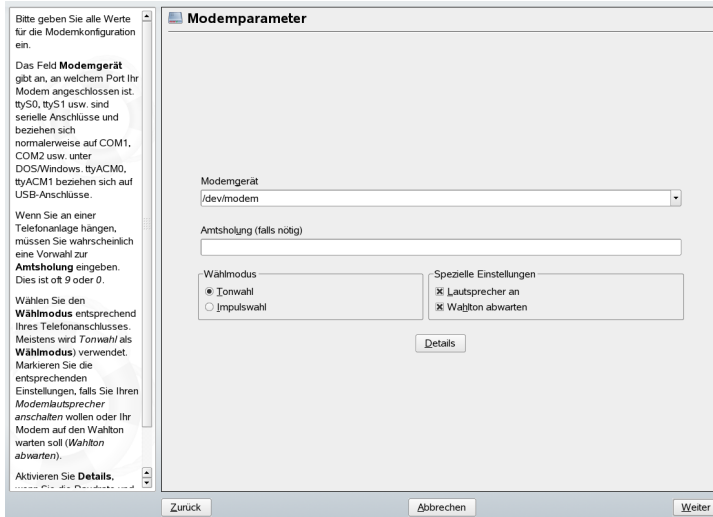 Bitte geben Sie alle Werte
für die Modemkonfiguration
ein.
Das Feld Modemgerät
gibt an, an welchem Port Ihr
Modem angeschlossen ist.
ttyS0, ttyS1 usw. sind
serielle Anschlüsse und
beziehen sich
normalerweise auf COM1,
COM2 usw. unter
DOS/Windows. ttyACM0,
ttyACM1 beziehen sich auf
USB-Anschlüsse.
Wenn Sie an einer
Telefonanlage hängen,
müssen Sie wahrscheinlich
eine Vorwahl zur
Amtsholung eingeben.
Dies ist oft 9 oder 0.
Wählen Sie den
Wählmodus entsprechend
Ihres Telefonanschlusses.
Meistens wird Tonwahl als
Wählmodus) verwendet.
Markieren Sie die
entsprechenden
Einstellungen, falls Sie Ihren
Modemlautsprecher
anschalten wollen oder Ihr
Modem auf den Wahlton
warten soll (Wahlton
abwarten).
Aktivieren Sie Details,
Modemparameter
Modemgerät
/dev/modem
Amtsholung (falls nötig)
Wählmodus
Tonwahl
Impulswahl
Spezielle Einstellungen
Lautsprecher an
Wahlton abwarten
Details
Zurück
Abbrechen
Weiter